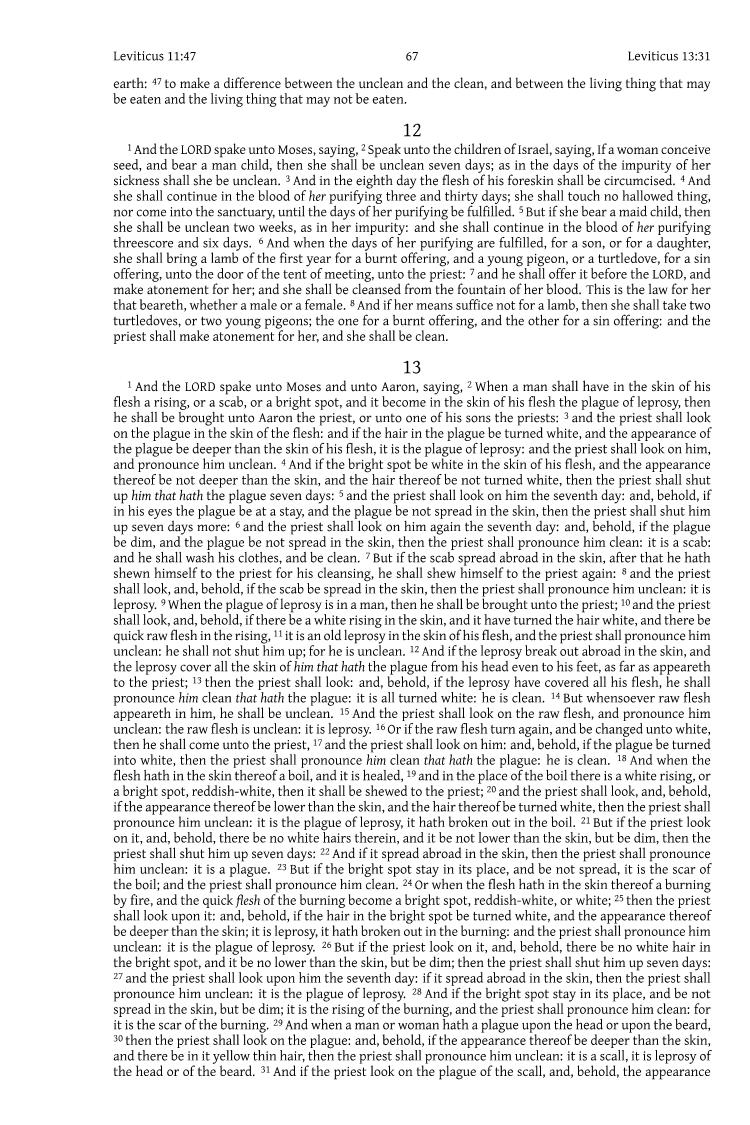 Leviticus 11:47 67 Leviticus 13:31
earth: 47 to make a difference between the unclean and the clean, and between the living thing that may
be eaten and the living thing that may not be eaten.
12
1 And the LORD spake unto Moses, saying, 2 Speak unto the children of Israel, saying, If a woman conceive
seed, and bear a man child, then she shall be unclean seven days; as in the days of the impurity of her
sickness shall she be unclean. 3 And in the eighth day the flesh of his foreskin shall be circumcised. 4 And
she shall continue in the blood of her purifying three and thirty days; she shall touch no hallowed thing,
nor come into the sanctuary, until the days of her purifying be fulfilled. 5 But if she bear a maid child, then
she shall be unclean two weeks, as in her impurity: and she shall continue in the blood of her purifying
threescore and six days. 6 And when the days of her purifying are fulfilled, for a son, or for a daughter,
she shall bring a lamb of the first year for a burnt offering, and a young pigeon, or a turtledove, for a sin
offering, unto the door of the tent of meeting, unto the priest: 7 and he shall offer it before the LORD, and
make atonement for her; and she shall be cleansed from the fountain of her blood. This is the law for her
that beareth, whether a male or a female. 8 And if her means suffice not for a lamb, then she shall take two
turtledoves, or two young pigeons; the one for a burnt offering, and the other for a sin offering: and the
priest shall make atonement for her, and she shall be clean.
13
1 And the LORD spake unto Moses and unto Aaron, saying, 2 When a man shall have in the skin of his
flesh a rising, or a scab, or a bright spot, and it become in the skin of his flesh the plague of leprosy, then
he shall be brought unto Aaron the priest, or unto one of his sons the priests: 3 and the priest shall look
on the plague in the skin of the flesh: and if the hair in the plague be turned white, and the appearance of
the plague be deeper than the skin of his flesh, it is the plague of leprosy: and the priest shall look on him,
and pronounce him unclean. 4 And if the bright spot be white in the skin of his flesh, and the appearance
thereof be not deeper than the skin, and the hair thereof be not turned white, then the priest shall shut
up him that hath the plague seven days: 5 and the priest shall look on him the seventh day: and, behold, if
in his eyes the plague be at a stay, and the plague be not spread in the skin, then the priest shall shut him
up seven days more: 6 and the priest shall look on him again the seventh day: and, behold, if the plague
be dim, and the plague be not spread in the skin, then the priest shall pronounce him clean: it is a scab:
and he shall wash his clothes, and be clean. 7 But if the scab spread abroad in the skin, after that he hath
shewn himself to the priest for his cleansing, he shall shew himself to the priest again: 8 and the priest
shall look, and, behold, if the scab be spread in the skin, then the priest shall pronounce him unclean: it is
leprosy. 9 When the plague of leprosy is in a man, then he shall be brought unto the priest; 10 and the priest
shall look, and, behold, if there be a white rising in the skin, and it have turned the hair white, and there be
quick raw flesh in the rising, 11 it is an old leprosy in the skin of his flesh, and the priest shall pronounce him
unclean: he shall not shut him up; for he is unclean. 12 And if the leprosy break out abroad in the skin, and
the leprosy cover all the skin of him that hath the plague from his head even to his feet, as far as appeareth
to the priest; 13 then the priest shall look: and, behold, if the leprosy have covered all his flesh, he shall
pronounce him clean that hath the plague: it is all turned white: he is clean. 14 But whensoever raw flesh
appeareth in him, he shall be unclean. 15 And the priest shall look on the raw flesh, and pronounce him
unclean: the raw flesh is unclean: it is leprosy. 16 Or if the raw flesh turn again, and be changed unto white,
then he shall come unto the priest, 17 and the priest shall look on him: and, behold, if the plague be turned
into white, then the priest shall pronounce him clean that hath the plague: he is clean. 18 And when the
flesh hath in the skin thereof a boil, and it is healed, 19 and in the place of the boil there is a white rising, or
a bright spot, reddish-white, then it shall be shewed to the priest; 20 and the priest shall look, and, behold,
if the appearance thereof be lower than the skin, and the hair thereof be turned white, then the priest shall
pronounce him unclean: it is the plague of leprosy, it hath broken out in the boil. 21 But if the priest look
on it, and, behold, there be no white hairs therein, and it be not lower than the skin, but be dim, then the
priest shall shut him up seven days: 22 And if it spread abroad in the skin, then the priest shall pronounce
him unclean: it is a plague. 23 But if the bright spot stay in its place, and be not spread, it is the scar of
the boil; and the priest shall pronounce him clean. 24 Or when the flesh hath in the skin thereof a burning
by fire, and the quick flesh of the burning become a bright spot, reddish-white, or white; 25 then the priest
shall look upon it: and, behold, if the hair in the bright spot be turned white, and the appearance thereof
be deeper than the skin; it is leprosy, it hath broken out in the burning: and the priest shall pronounce him
unclean: it is the plague of leprosy. 26 But if the priest look on it, and, behold, there be no white hair in
the bright spot, and it be no lower than the skin, but be dim; then the priest shall shut him up seven days:
27 and the priest shall look upon him the seventh day: if it spread abroad in the skin, then the priest shall
pronounce him unclean: it is the plague of leprosy. 28 And if the bright spot stay in its place, and be not
spread in the skin, but be dim; it is the rising of the burning, and the priest shall pronounce him clean: for
it is the scar of the burning. 29 And when a man or woman hath a plague upon the head or upon the beard,
30 then the priest shall look on the plague: and, behold, if the appearance thereof be deeper than the skin,
and there be in it yellow thin hair, then the priest shall pronounce him unclean: it is a scall, it is leprosy of
the head or of the beard. 31 And if the priest look on the plague of the scall, and, behold, the appearance